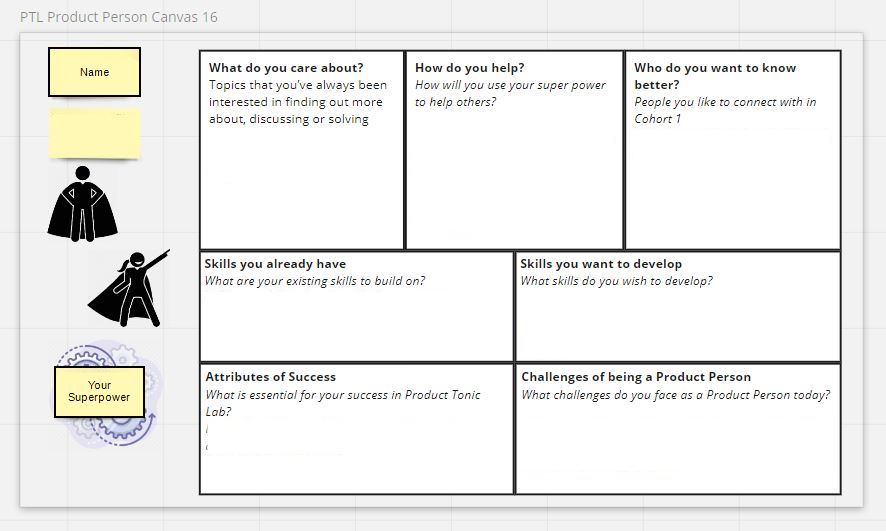 PTL Product Person Canvas 16
Name
Your
Superpower
What do you care about?
Topics that you've always been
interested in finding out more
about, discussing or solving
How do you help?
How will you use your super power
to help others?
Who do you want to know
better?
People you like to connect with in
Cohort 1
Skills you already have
What are your existing skills to build on?
Skills you want to develop
What skills do you wish to develop?
Attributes of Success
What is essential for your success in Product Tonic
Lab?
Challenges of being a Product Person
What challenges do you face as a Product Person today?